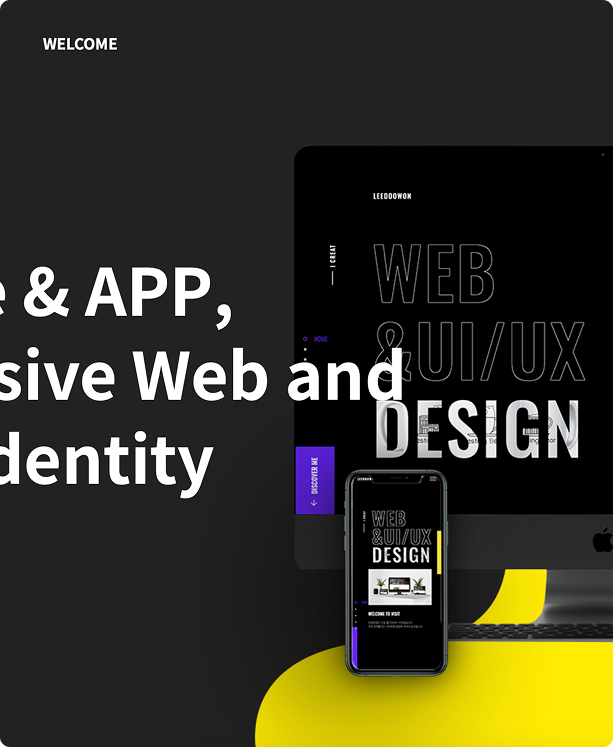 WELCOME
e & APP,
sive Web and
dentity
LEEDOOWON
I CREAT
WEB
&UI/UX
DESIGN
HOME
DISCOVER ME
WEB
&UI/UX
DESIGN
WELCOME TO VISIT